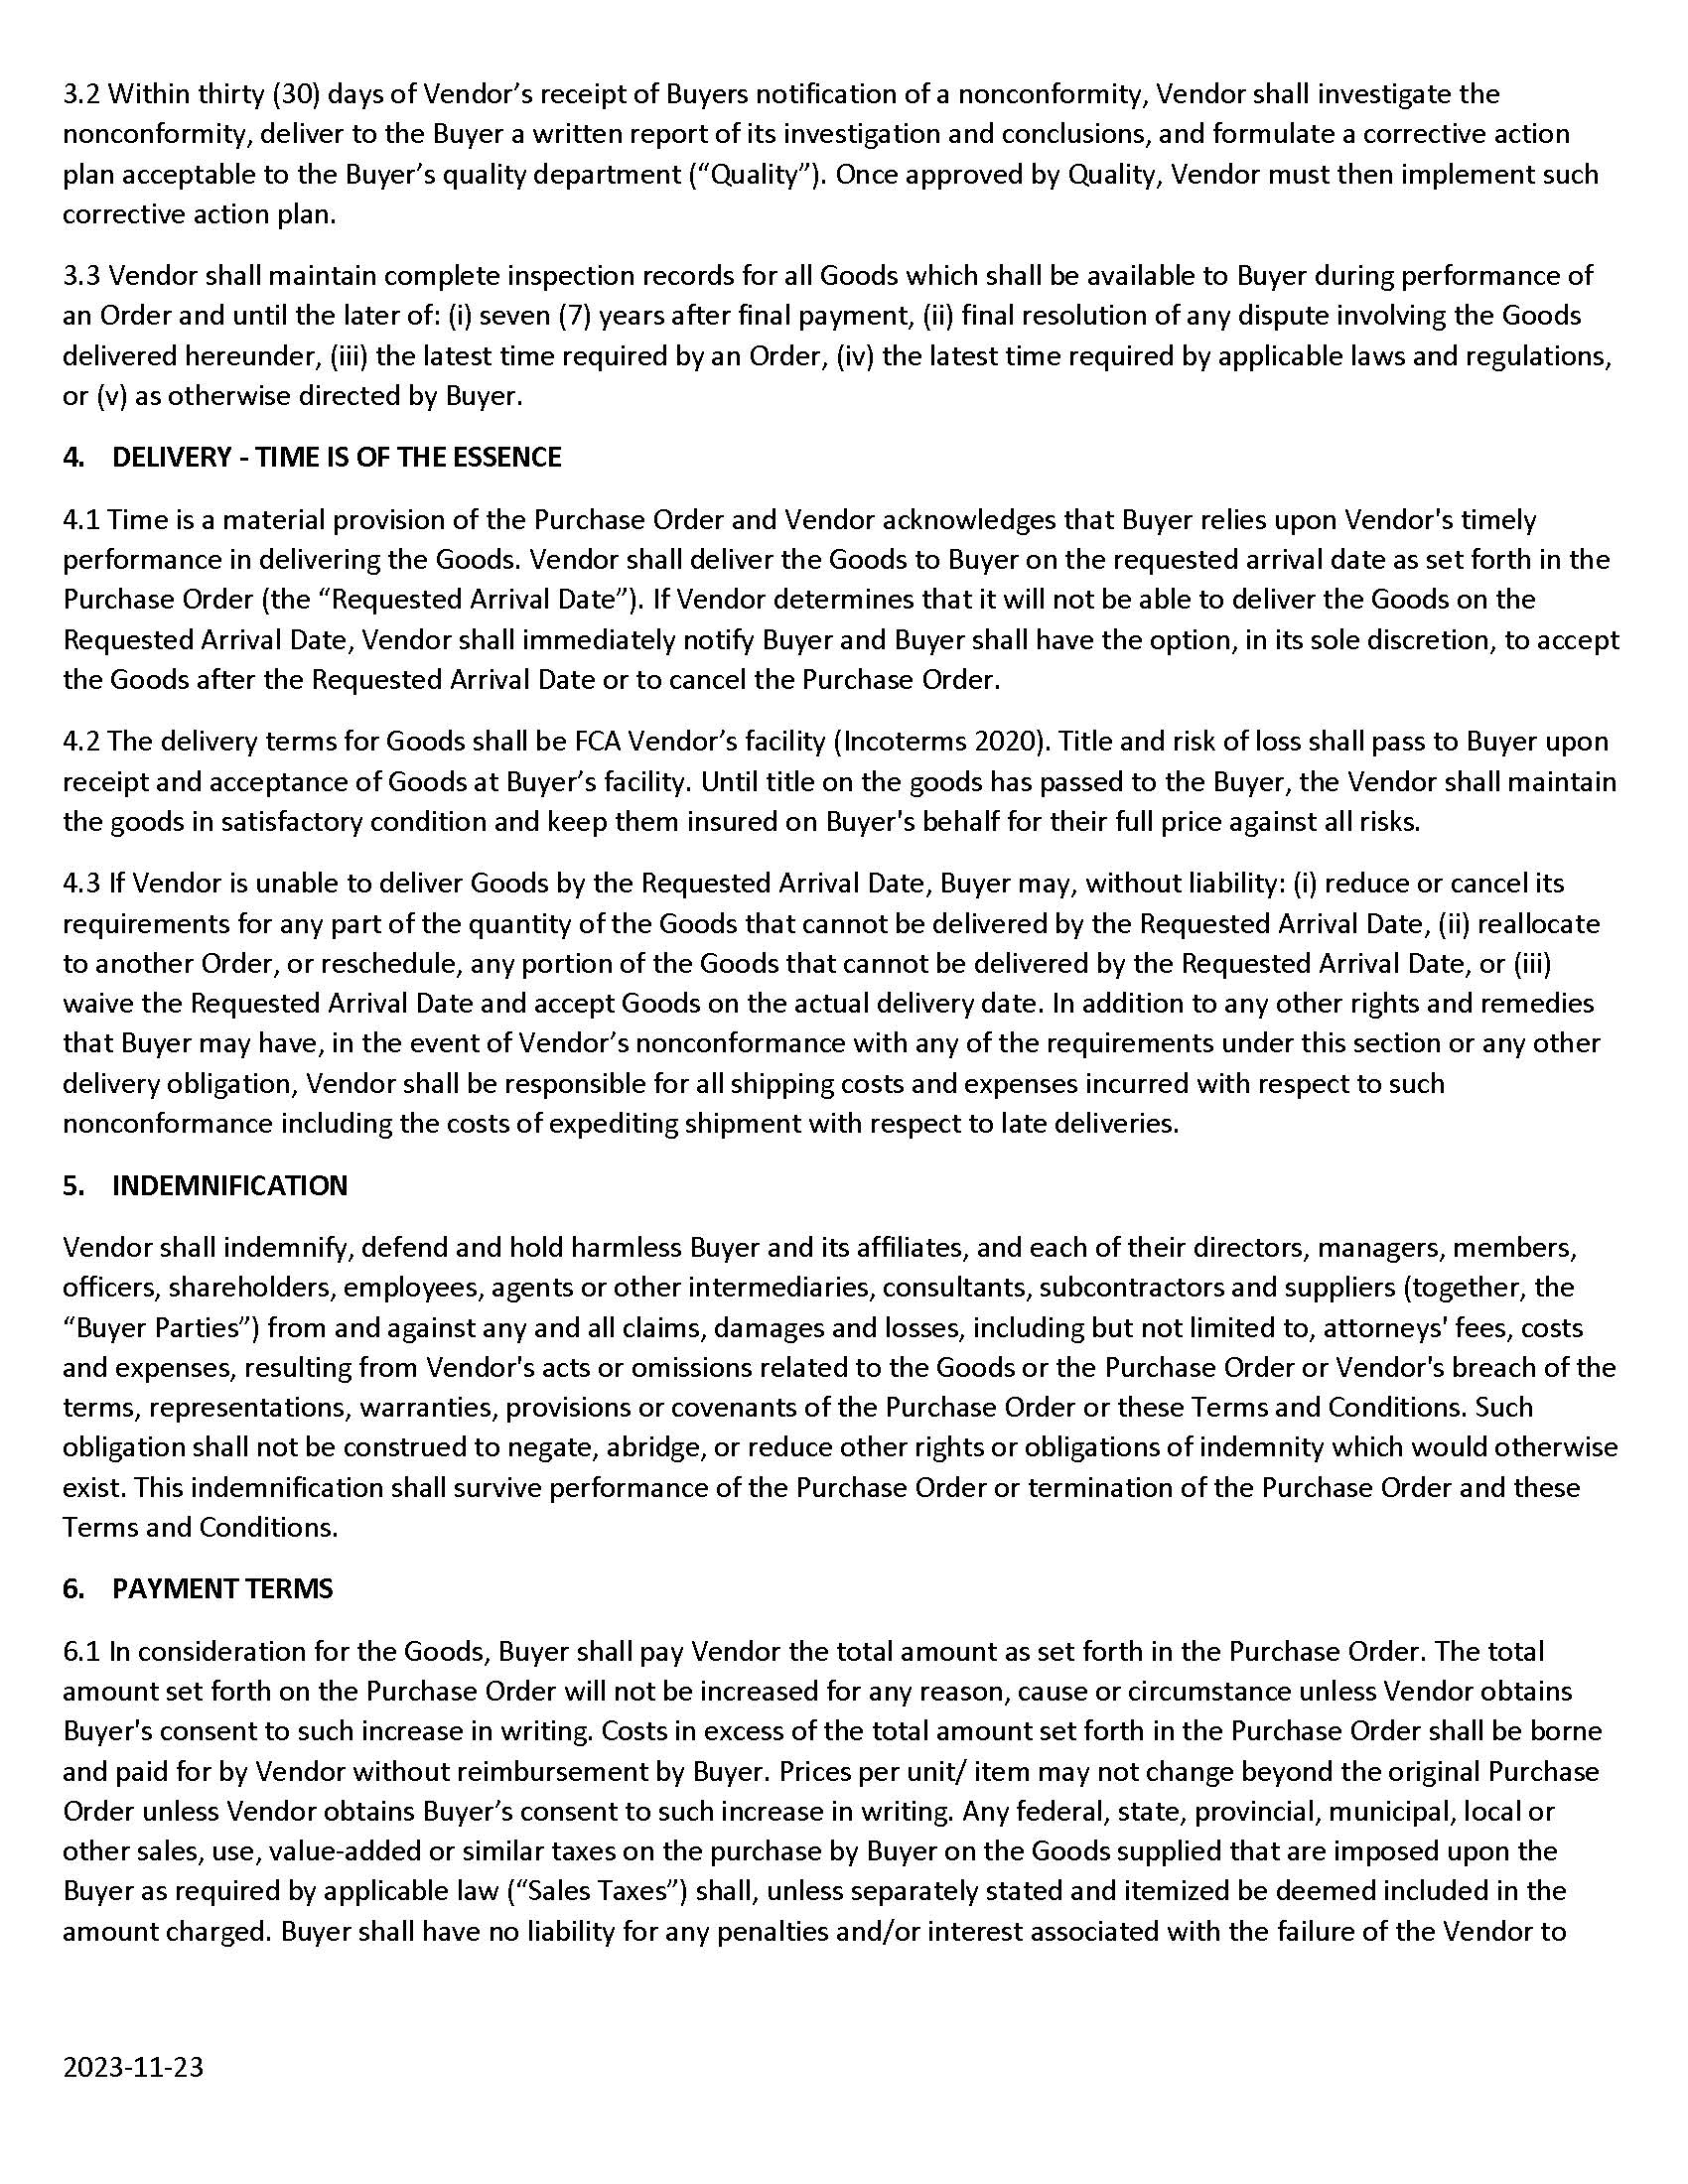 3.2 Within thirty (30) days of Vendor’s receipt of Buyers notification of a nonconformity, Vendor shall investigate the
nonconformity, deliver to the Buyer a written report of its investigation and conclusions, and formulate a corrective action
plan acceptable to the Buyer’s quality department (“Quality”). Once approved by Quality, Vendor must then implement such
corrective action plan.
3.3 Vendor shall maintain complete inspection records for all Goods which shall be available to Buyer during performance of
an Order and until the later of: (i) seven (7) years after final payment, (ii) final resolution of any dispute involving the Goods
delivered hereunder, (iii) the latest time required by an Order, (iv) the latest time required by applicable laws and regulations,
or (v) as otherwise directed by Buyer.
4. DELIVERY - TIME IS OF THE ESSENCE
4.1 Time is a material provision of the Purchase Order and Vendor acknowledges that Buyer relies upon Vendor's timely
performance in delivering the Goods. Vendor shall deliver the Goods to Buyer on the requested arrival date as set forth in the
Purchase Order (the “Requested Arrival Date”). If Vendor determines that it will not be able to deliver the Goods on the
Requested Arrival Date, Vendor shall immediately notify Buyer and Buyer shall have the option, in its sole discretion, to accept
the Goods after the Requested Arrival Date or to cancel the Purchase Order.
4.2 The delivery terms for Goods shall be FCA Vendor’s facility (Incoterms 2020). Title and risk of loss shall pass to Buyer upon
receipt and acceptance of Goods at Buyer’s facility. Until title on the goods has passed to the Buyer, the Vendor shall maintain
the goods in satisfactory condition and keep them insured on Buyer's behalf for their full price against all risks.
4.3 If Vendor is unable to deliver Goods by the Requested Arrival Date, Buyer may, without liability: (i) reduce or cancel its
requirements for any part of the quantity of the Goods that cannot be delivered by the Requested Arrival Date, (ii) reallocate
to another Order, or reschedule, any portion of the Goods that cannot be delivered by the Requested Arrival Date, or (iii)
waive the Requested Arrival Date and accept Goods on the actual delivery date. In addition to any other rights and remedies
that Buyer may have, in the event of Vendor’s nonconformance with any of the requirements under this section or any other
delivery obligation, Vendor shall be responsible for all shipping costs and expenses incurred with respect to such
nonconformance including the costs of expediting shipment with respect to late deliveries.
5. INDEMNIFICATION
Vendor shall indemnify, defend and hold harmless Buyer and its affiliates, and each of their directors, managers, members,
officers, shareholders, employees, agents or other intermediaries, consultants, subcontractors and suppliers (together, the
“Buyer Parties”) from and against any and all claims, damages and losses, including but not limited to, attorneys' fees, costs
and expenses, resulting from Vendor's acts or omissions related to the Goods or the Purchase Order or Vendor's breach of the
terms, representations, warranties, provisions or covenants of the Purchase Order or these Terms and Conditions. Such
obligation shall not be construed to negate, abridge, or reduce other rights or obligations of indemnity which would otherwise
exist. This indemnification shall survive performance of the Purchase Order or termination of the Purchase Order and these
Terms and Conditions.
6. PAYMENT TERMS
6.1 In consideration for the Goods, Buyer shall pay Vendor the total amount as set forth in the Purchase Order. The total
amount set forth on the Purchase Order will not be increased for any reason, cause or circumstance unless Vendor obtains
Buyer's consent to such increase in writing. Costs in excess of the total amount set forth in the Purchase Order shall be borne
and paid for by Vendor without reimbursement by Buyer. Prices per unit/ item may not change beyond the original Purchase
Order unless Vendor obtains Buyer’s consent to such increase in writing. Any federal, state, provincial, municipal, local or
other sales, use, value-added or similar taxes on the purchase by Buyer on the Goods supplied that are imposed upon the
Buyer as required by applicable law (“Sales Taxes”) shall, unless separately stated and itemized be deemed included in the
amount charged. Buyer shall have no liability for any penalties and/or interest associated with the failure of the Vendor to
2023-11-23